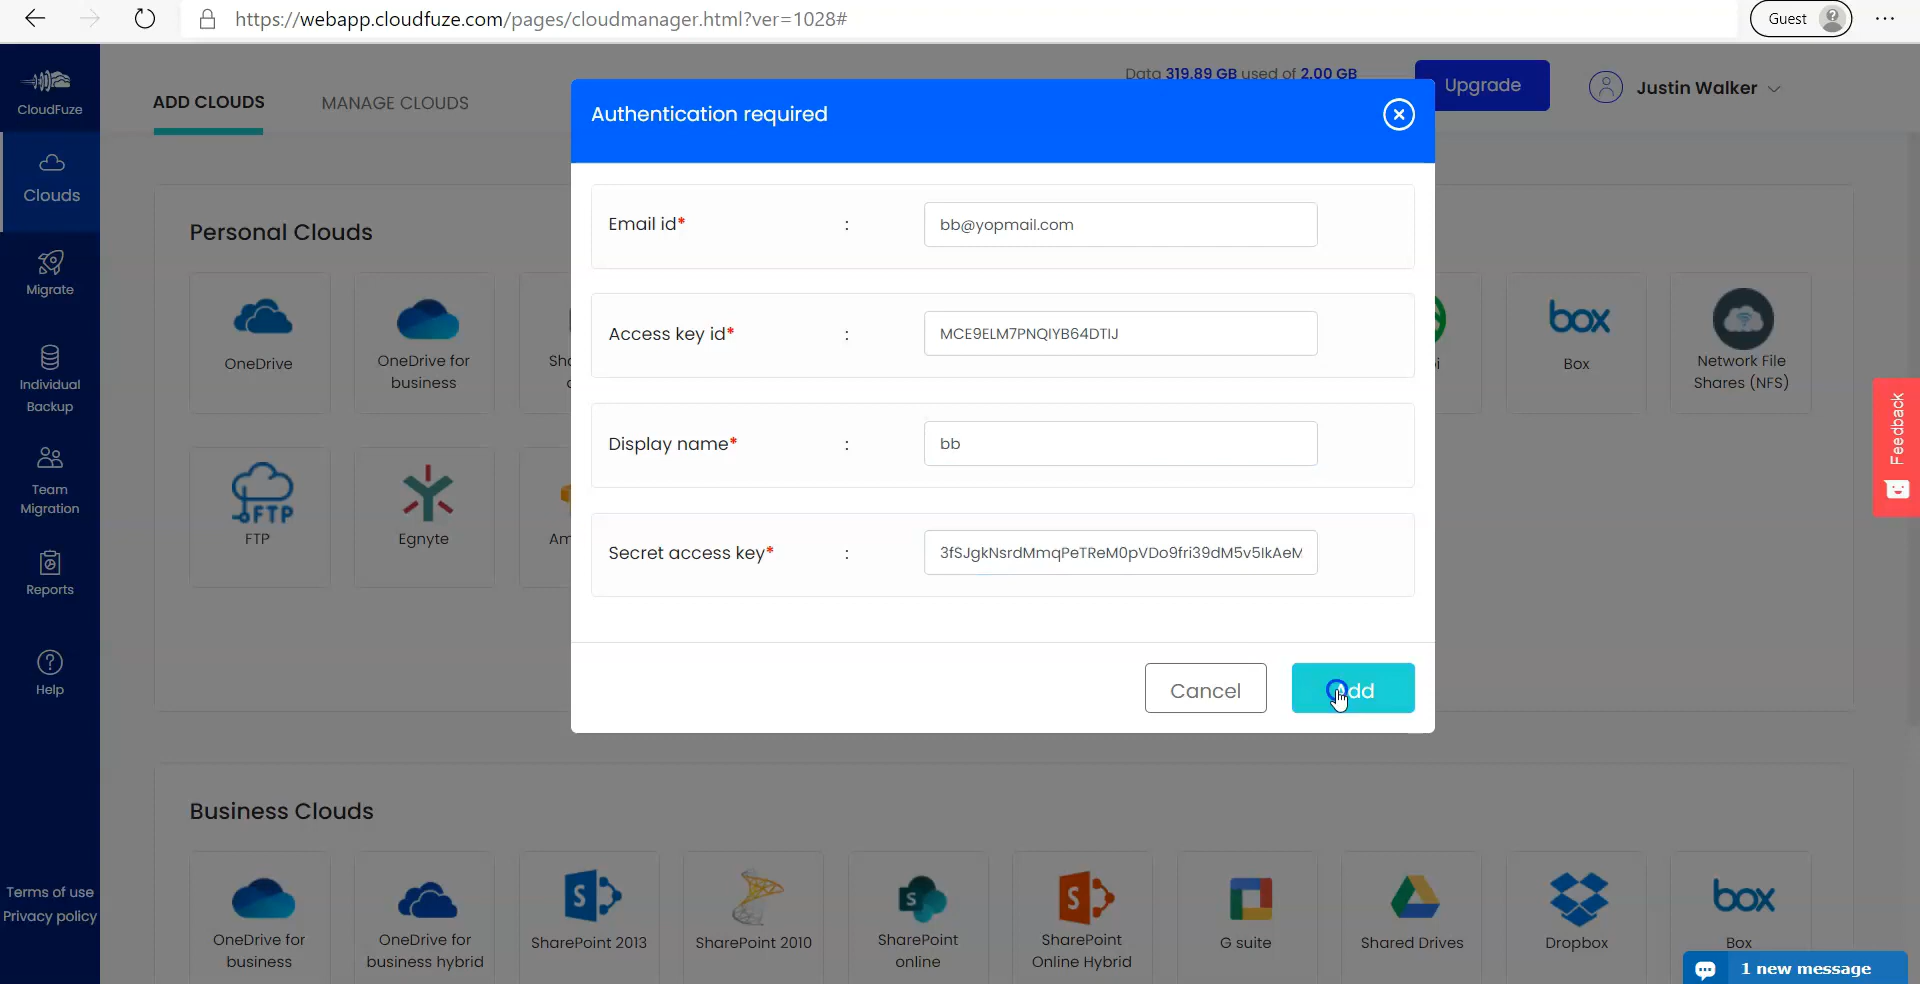 https://webapp.cloudfuze.com/pages/cloudmanager.html?ver=1028#
Guest
CloudFuze
Clouds
Migrate
Individual
Backup
Team
Migration
Reports
Help
Terms of use
Privacy policy
ADD CLOUDS
MANAGE CLOUDS
Data 319.89 GB used of 2.00 GB
Upgrade
Justin Walker
Authentication required
Email id*
:
bb@yopmail.com
Access key id*
:
MCE9ELM7PNQIYB64DTIJ
Display name*
:
bb
Secret access key*
:
3fSJgkNsrdMmqPeTReM0pVDo9fri39dM5v5IkAeM
Cancel
Add
Personal Clouds
OneDrive
OneDrive for
business
Box
Network File
Shares (NFS)
FTP
FTP
Egnyte
box
Feedback
Business Clouds
OneDrive for
business
OneDrive for
business hybrid
SharePoint 2013
SharePoint 2010
SharePoint
online
SharePoint
Online Hybrid
G suite
Shared Drives
Dropbox
box
Box
1 new message